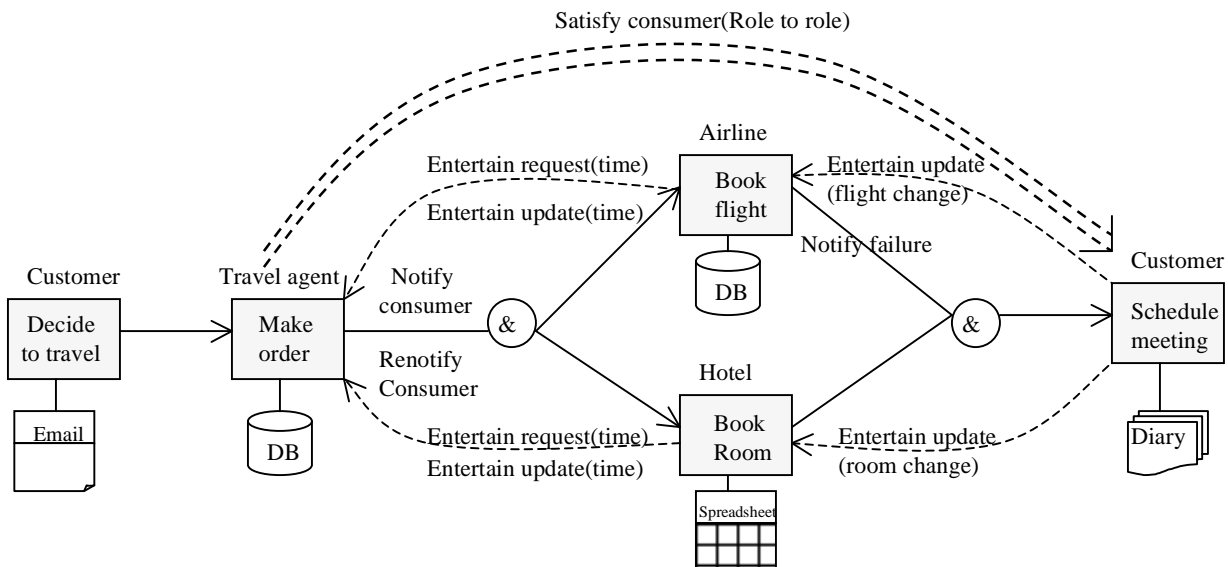 Satisfy consumer(Role to role)
Airline
Entertain request(time)
Entertain update(time)
Book
flight
Entertain update
(flight change)
Notify failure
DB
Customer
Travel agent
Notify
consumer
Customer
Decide
to travel
Make
order
&
&
Schedule
meeting
Renotify
Consumer
Hotel
Email
DB
Entertain request(time)
Entertain update(time)
Book
Room
Entertain update
(room change)
Diary
Spreadsheet